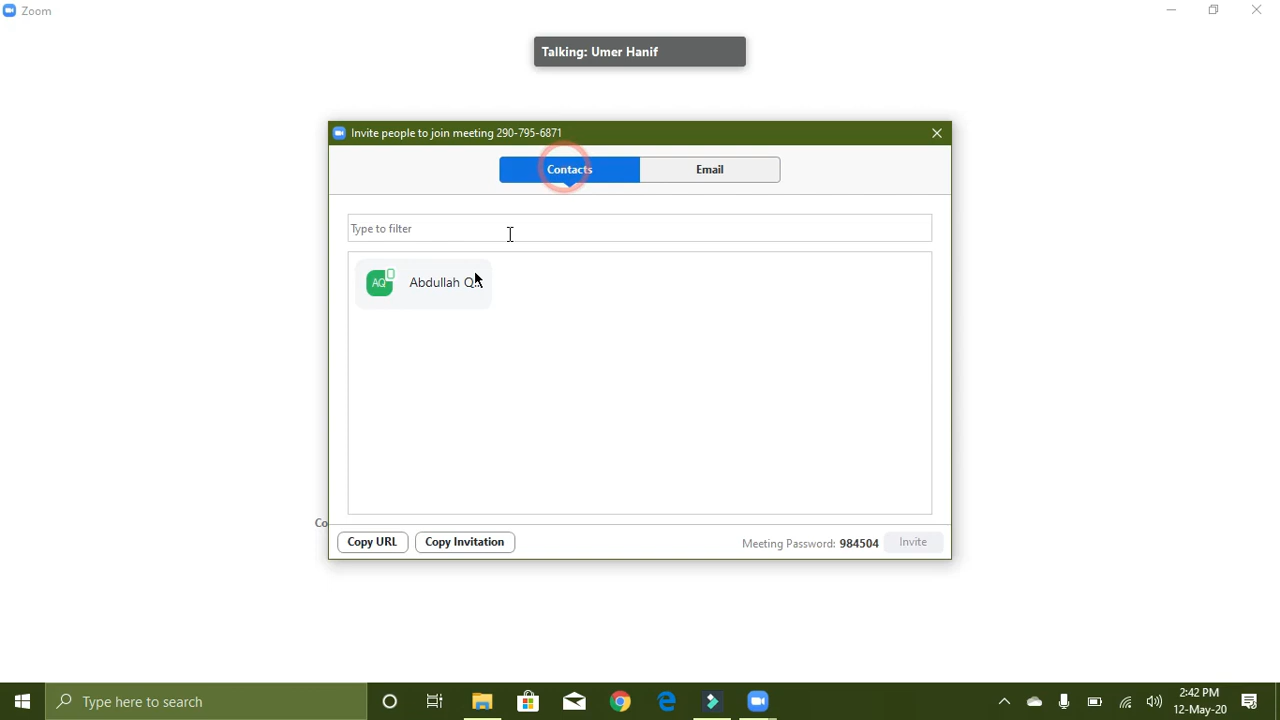 Zoom
Talking: Umer Hanif
Invite people to join meeting 290-795-6871
Contacts
Email
Type to filter
AQ
Abdullah Q...
Co
Copy URL
Copy Invitation
Meeting Password: 984504
Invite
Type here to search
2:42 PM
12-May-20